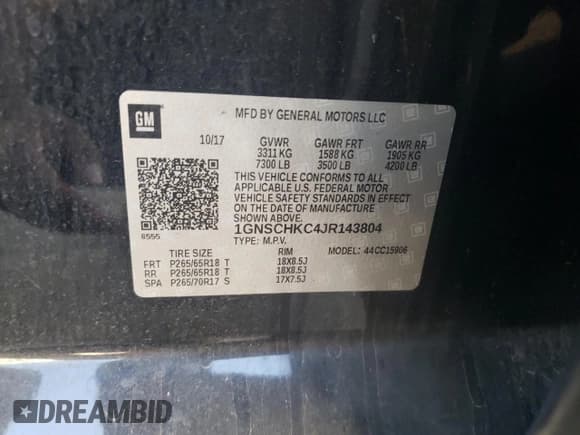 GM
MFD BY GENERAL MOTORS LLC
10/17 GVWR GAWR FRT GAWR RR
3311 KG 1588 KG 1905 KG
7300 LB 3500 LB 4200 LB
THIS VEHICLE CONFORMS TO ALL
APPLICABLE U.S. FEDERAL MOTOR
VEHICLE SAFETY STANDARDS IN EFFECT
ON THE DATE OF MANUFACTURE
SHOWN ABOVE.
1GNSCHKC4JR143804
8555 TYPE: M.P.V. MODEL: 44CC15906
TIRE SIZE RIM
FRT P265/65R18 T 18X8.5J
RR P265/65R18 T 18X8.5J
SPA P265/70R17 S 17X7.5J
DREAMBID